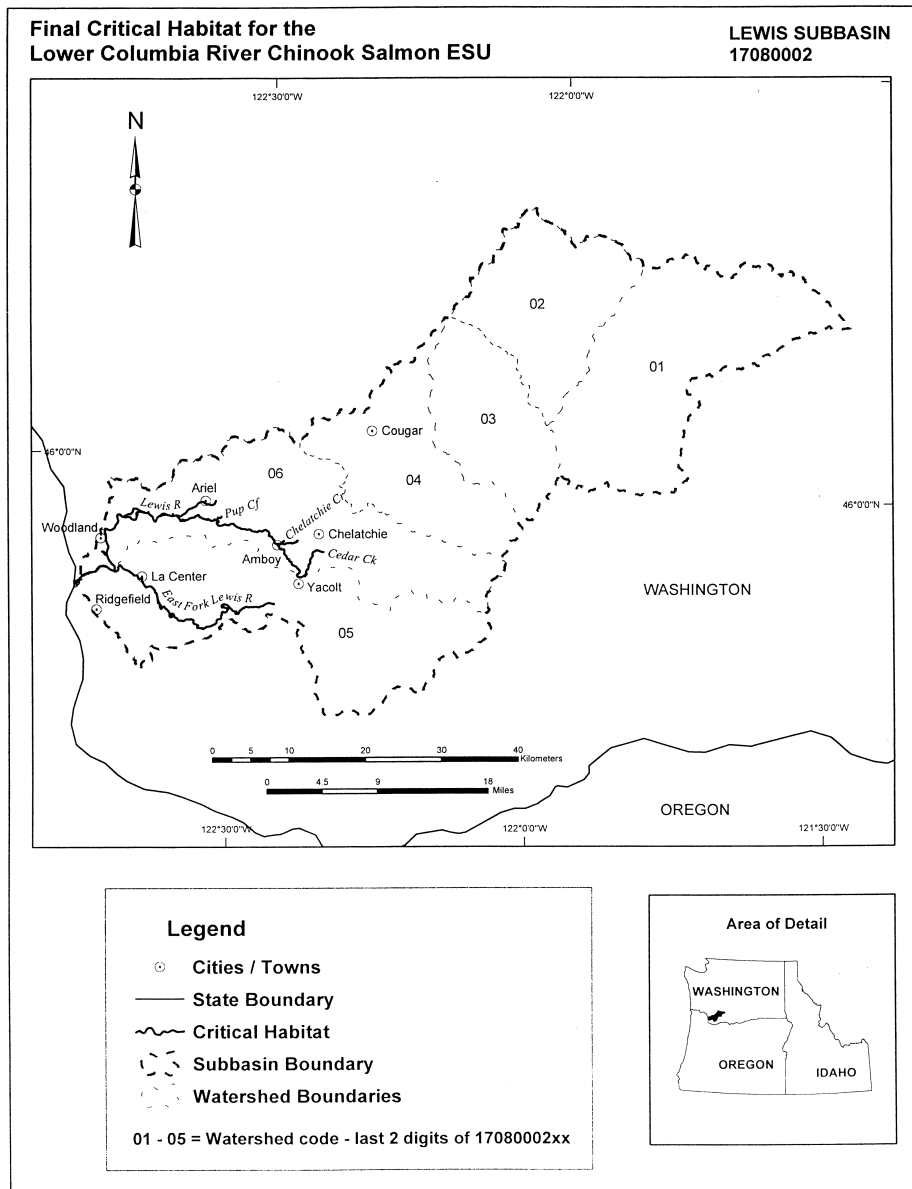 Final Critical Habitat for the
Lower Columbia River Chinook Salmon ESU
LEWIS SUBBASIN
17080002
122°30'0"W
122°0'0"W
N
02
01
03
Cougar
46°0'0"N
04
06
Ariel
46°0'0"N
Lewis R
Pup Cf
Chelatchie Cr
Woodland
Chelatchie
Amboy
Cedar Ck
La Center
Yacolt
WASHINGTON
Ridgefield
East Fork Lewis R
05
0 5 10 20 30 40
Kilometers
0 4.5 9 18
Miles
OREGON
122°30'0"W
122°0'0"W
121°30'0"W
Legend
Cities / Towns
State Boundary
Critical Habitat
Subbasin Boundary
Watershed Boundaries
01 - 05 = Watershed code - last 2 digits of 17080002xx
Area of Detail
WASHINGTON
OREGON
IDAHO